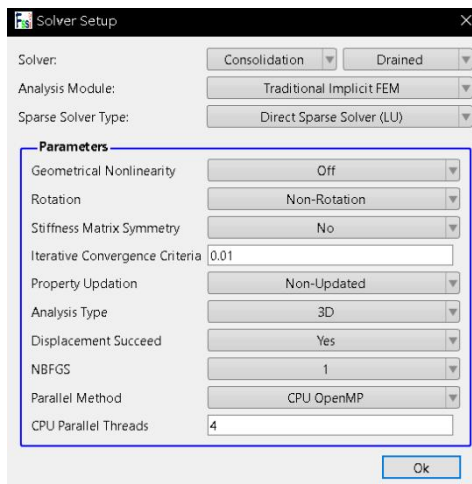 Solver Setup
Solver: Consolidation Drained
Analysis Module: Traditional Implicit FEM
Sparse Solver Type: Direct Sparse Solver (LU)
Parameters
Geometrical Nonlinearity Off
Rotation Non-Rotation
Stiffness Matrix Symmetry No
Iterative Convergence Criteria 0.01
Property Updation Non-Updated
Analysis Type 3D
Displacement Succeed Yes
NBFGS 1
Parallel Method CPU OpenMP
CPU Parallel Threads 4
Ok